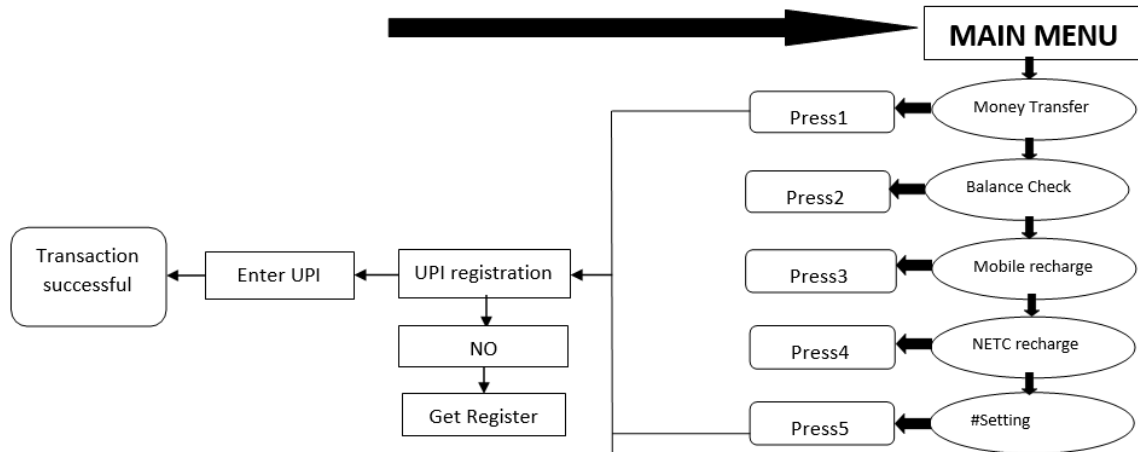 MAIN MENU
Money Transfer
Press1
Balance Check
Press2
Transaction
successful
Enter UPI
UPI registration
Press3
Mobile recharge
NO
Press4
NETC recharge
Get Register
Press5
#Setting